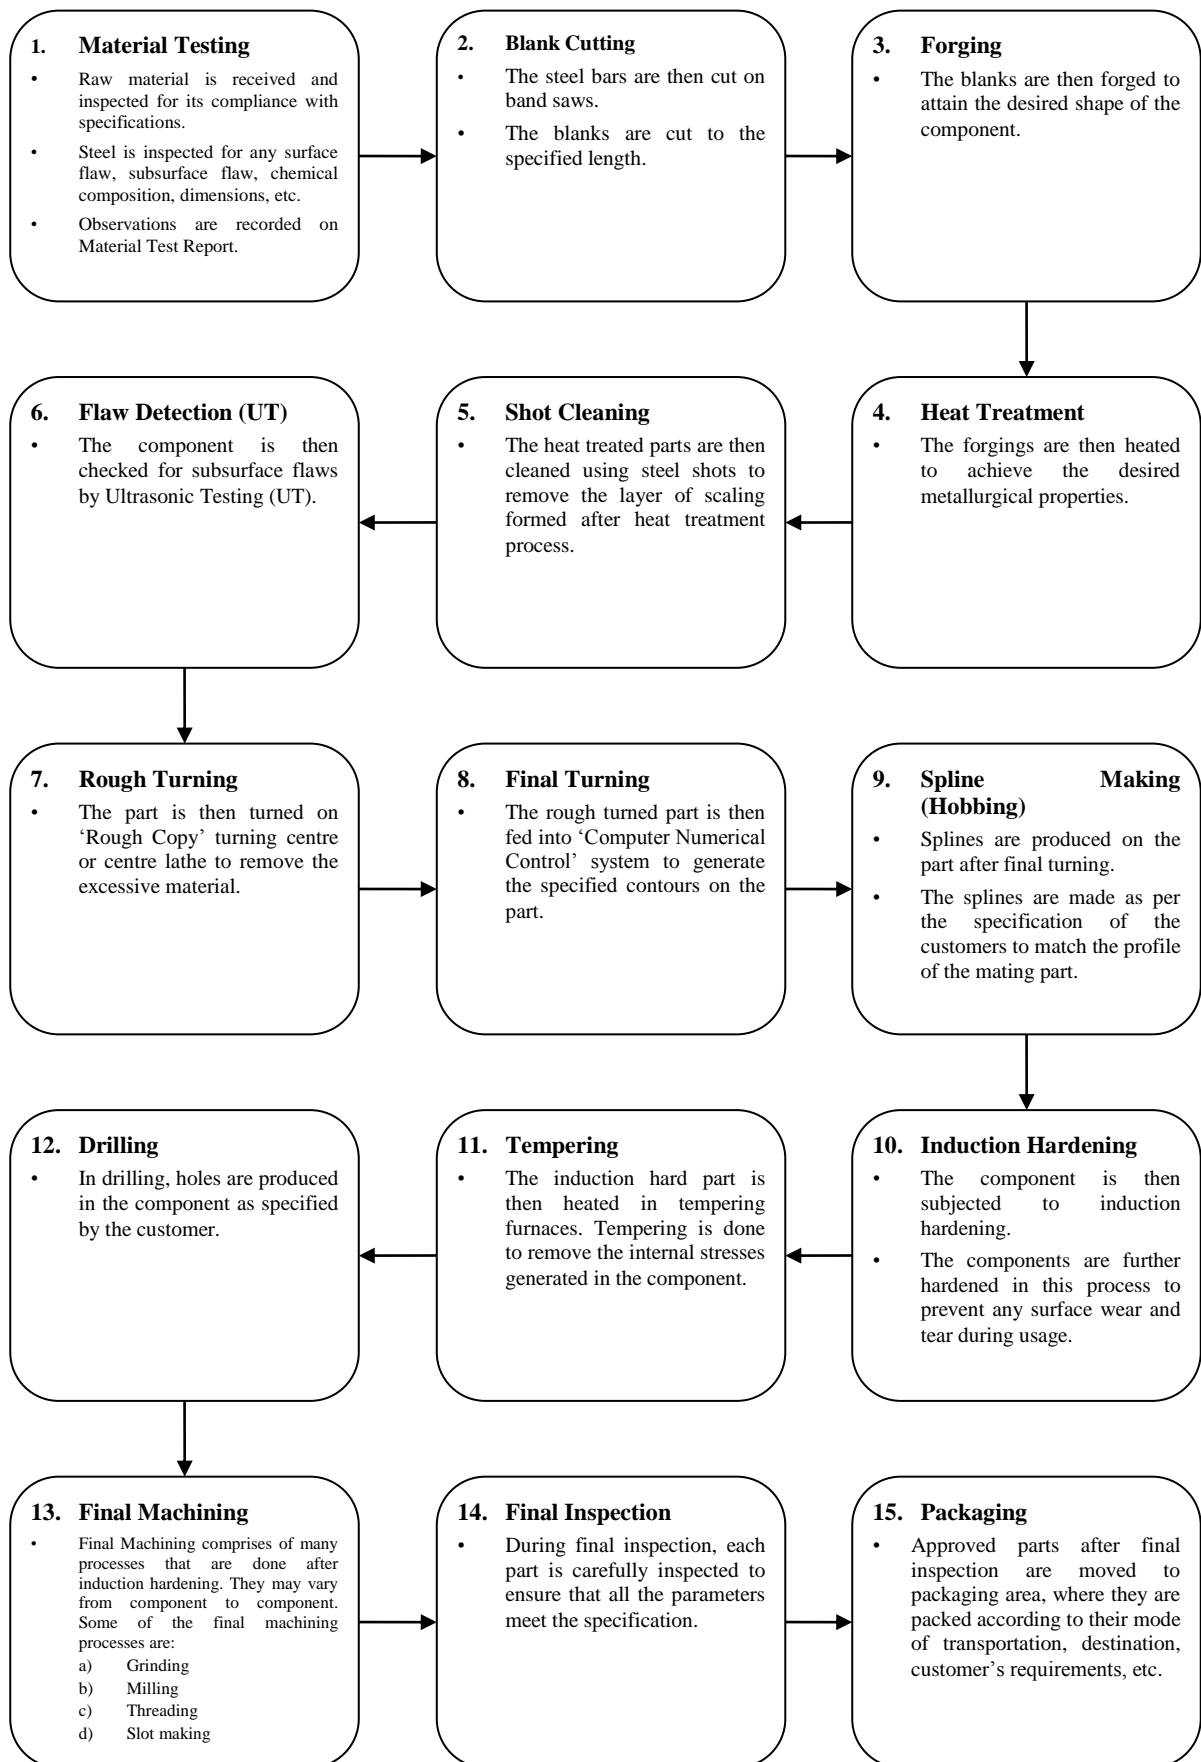 1. Material Testing
• Raw material is received and
inspected for its compliance with
specifications.
• Steel is inspected for any surface
flaw, subsurface flaw, chemical
composition, dimensions, etc.
• Observations are recorded on
Material Test Report.
2. Blank Cutting
• The steel bars are then cut on
band saws.
• The blanks are cut to the
specified length.
3. Forging
• The blanks are then forged to
attain the desired shape of the
component.
4. Heat Treatment
• The forgings are then heated
to achieve the desired
metallurgical properties.
5. Shot Cleaning
• The heat treated parts are then
cleaned using steel shots to
remove the layer of scaling
formed after heat treatment
process.
6. Flaw Detection (UT)
• The component is then
checked for subsurface flaws
by Ultrasonic Testing (UT).
7. Rough Turning
• The part is then turned on
‘Rough Copy’ turning centre
or centre lathe to remove the
excessive material.
8. Final Turning
• The rough turned part is then
fed into ‘Computer Numerical
Control’ system to generate
the specified contours on the
part.
9. Spline Making
(Hobbing)
• Splines are produced on the
part after final turning.
• The splines are made as per
the specification of the
customers to match the profile
of the mating part.
10. Induction Hardening
• The component is then
subjected to induction
hardening.
• The components are further
hardened in this process to
prevent any surface wear and
tear during usage.
11. Tempering
• The induction hard part is
then heated in tempering
furnaces. Tempering is done
to remove the internal stresses
generated in the component.
12. Drilling
• In drilling, holes are produced
in the component as specified
by the customer.
13. Final Machining
• Final Machining comprises of many
processes that are done after
induction hardening. They may vary
from component to component.
Some of the final machining
processes are:
a) Grinding
b) Milling
c) Threading
d) Slot making
14. Final Inspection
• During final inspection, each
part is carefully inspected to
ensure that all the parameters
meet the specification.
15. Packaging
• Approved parts after final
inspection are moved to
packaging area, where they are
packed according to their mode
of transportation, destination,
customer’s requirements, etc.